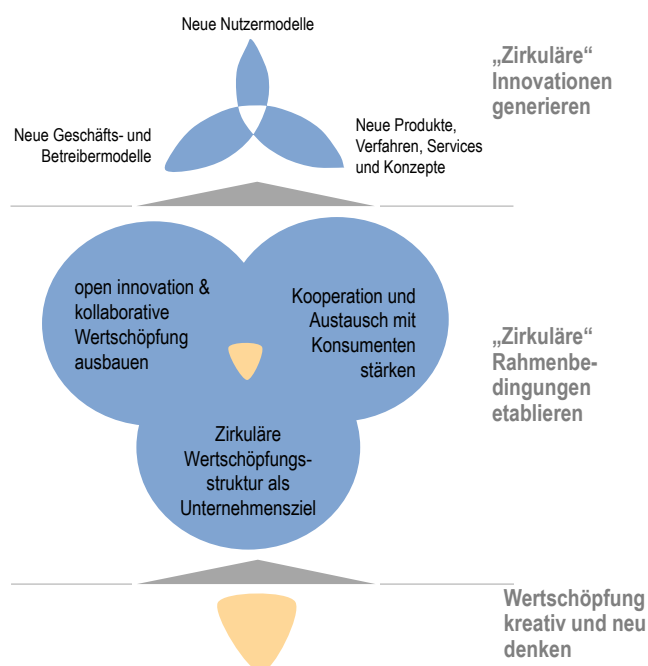 Neue Nutzermodelle
„Zirkuläre“
Innovationen
generieren
Neue Geschäfts- und
Betreibermodelle
Neue Produkte,
Verfahren, Services
und Konzepte
open innovation &
kollaborative
Wertschöpfung
ausbauen
Kooperation und
Austausch mit
Konsumenten
stärken
„Zirkuläre“
Rahmenbe-
dingungen
etablieren
Zirkuläre
Wertschöpfungs-
struktur als
Unternehmensziel
Wertschöpfung
kreativ und neu
denken